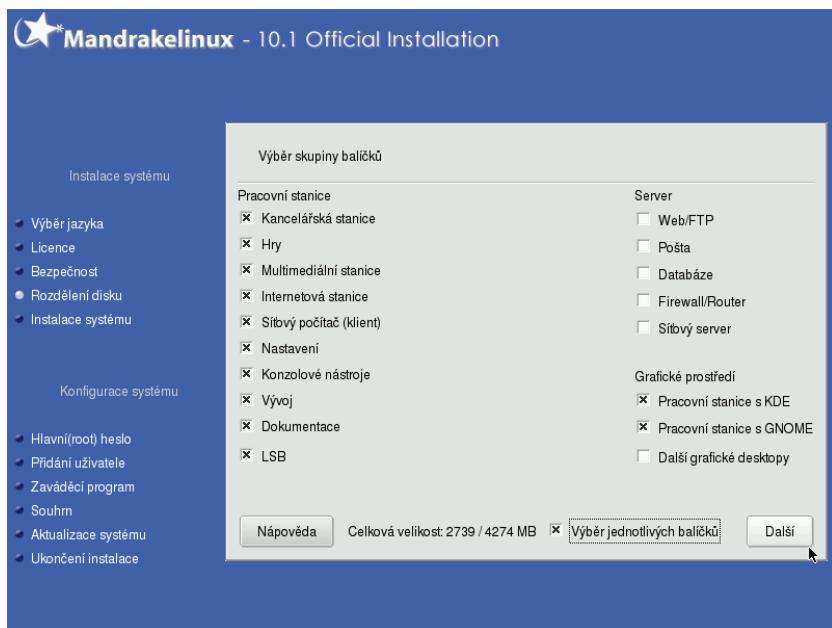 Mandrakelinux - 10.1 Official Installation
Instalace systému
Výběr jazyka
Licence
Bezpečnost
Rozdělení disku
Instalace systému
Konfigurace systému
Hlavní(root) heslo
Přidání uživatele
Zaváděcí program
Souhrn
Aktualizace systému
Ukončení instalace
Výběr skupiny balíčků
Pracovní stanice
Kancelářská stanice
Hry
Multimediální stanice
Internetová stanice
Síťový počítač (klient)
Nastavení
Konzolové nástroje
Vývoj
Dokumentace
LSB
Server
Web/FTP
Pošta
Databáze
Firewall/Router
Síťový server
Grafické prostředí
Pracovní stanice s KDE
Pracovní stanice s GNOME
Další grafické desktopy
Nápověda Celková velikost: 2739 / 4274 MB Výběr jednotlivých balíčků Další